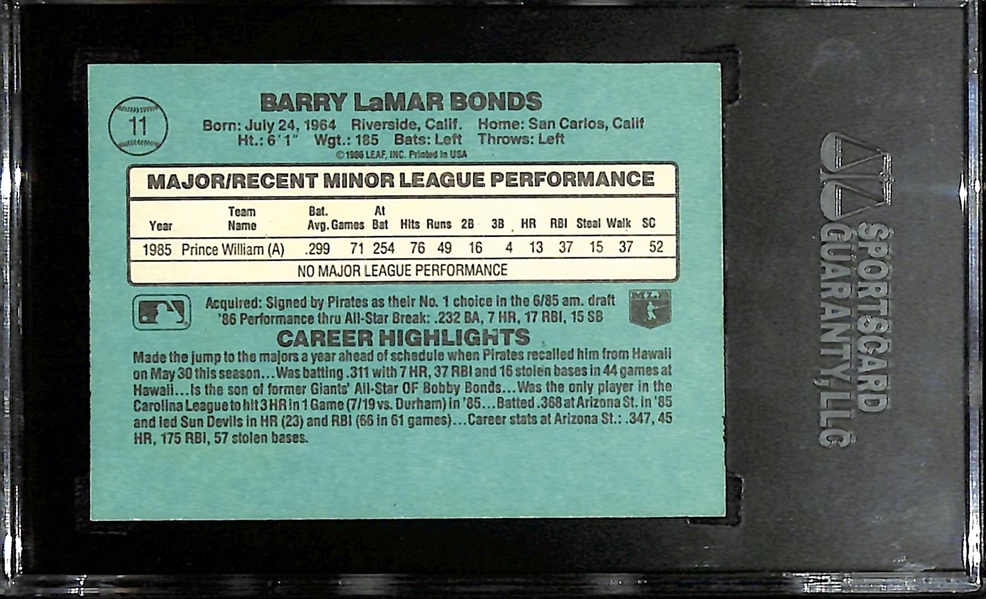 11
BARRY LaMAR BONDS
Born: July 24, 1964 Riverside, Calif. Home: San Carlos, Calif
Ht.: 6'1" Wgt.: 185 Bats: Left Throws: Left
©1986 LEAF, INC. Printed in USA
MAJOR/RECENT MINOR LEAGUE PERFORMANCE
Year Team Name Bat. Avg. Games At Bat Hits Runs 2B 3B HR RBI Steal Walk SC
1985 Prince William (A) .299 71 254 76 49 16 4 13 37 15 37 52
NO MAJOR LEAGUE PERFORMANCE
Acquired: Signed by Pirates as their No. 1 choice in the 6/85 am. draft
'86 Performance thru All-Star Break: .232 BA, 7 HR, 17 RBI, 15 SB
CAREER HIGHLIGHTS
Made the jump to the majors a year ahead of schedule when Pirates recalled him from Hawaii
on May 30 this season...Was batting .311 with 7 HR, 37 RBI and 16 stolen bases in 44 games at
Hawaii...Is the son of former Giants' All-Star OF Bobby Bonds...Was the only player in the
Carolina League to hit 3 HR in 1 Game (7/19 vs. Durham) in '85...Batted .368 at Arizona St. in '85
and led Sun Devils in HR (23) and RBI (66 in 61 games)...Career stats at Arizona St.: .347, 45
HR, 175 RBI, 57 stolen bases.
SPORTSCARD
GUARANTY, LLC